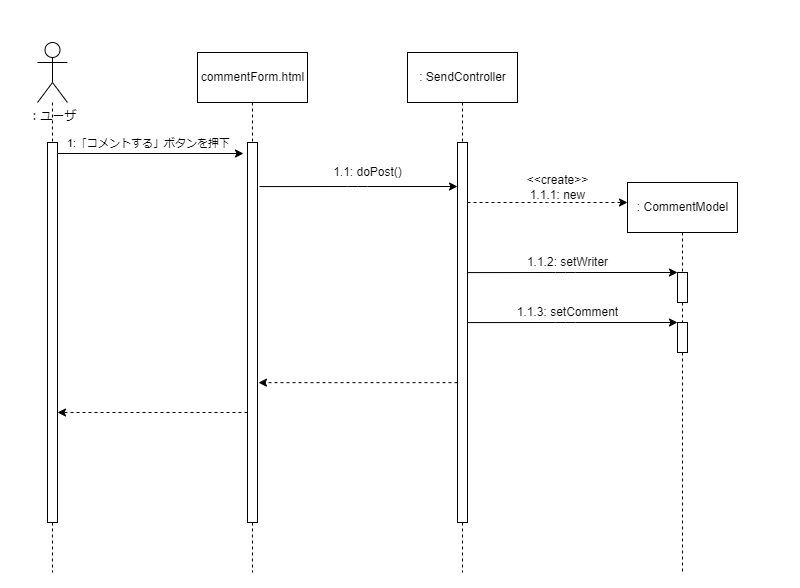 : ユーザ
commentForm.html
: SendController
1:「コメントする」ボタンを押下
1.1: doPost()
<<create>>
1.1.1: new
: CommentModel
1.1.2: setWriter
1.1.3: setComment